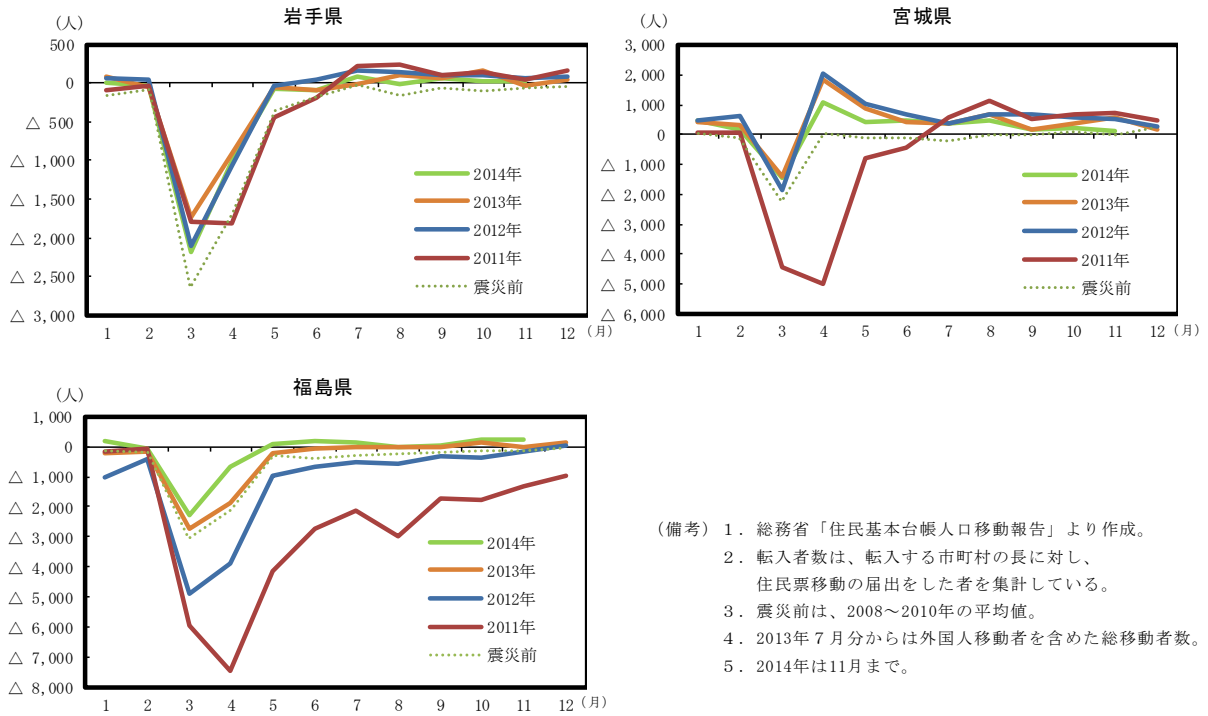 岩手県
(人)
500
0
△ 500
△ 1,000
△ 1,500
△ 2,000
△ 2,500
△ 3,000
2014年
2013年
2012年
2011年
震災前
1 2 3 4 5 6 7 8 9 10 11 12 (月)
宮城県
(人)
3,000
2,000
1,000
0
△ 1,000
△ 2,000
△ 3,000
△ 4,000
△ 5,000
△ 6,000
2014年
2013年
2012年
2011年
震災前
1 2 3 4 5 6 7 8 9 10 11 12 (月)
福島県
(人)
1,000
0
△ 1,000
△ 2,000
△ 3,000
△ 4,000
△ 5,000
△ 6,000
△ 7,000
△ 8,000
2014年
2013年
2012年
2011年
震災前
1 2 3 4 5 6 7 8 9 10 11 12 (月)
(備考) 1．総務省「住民基本台帳人口移動報告」より作成。
2．転入者数は、転入する市町村の長に対し、
住民票移動の届出をした者を集計している。
3．震災前は、2008～2010年の平均値。
4．2013年７月分からは外国人移動者を含めた総移動者数。
5．2014年は11月まで。